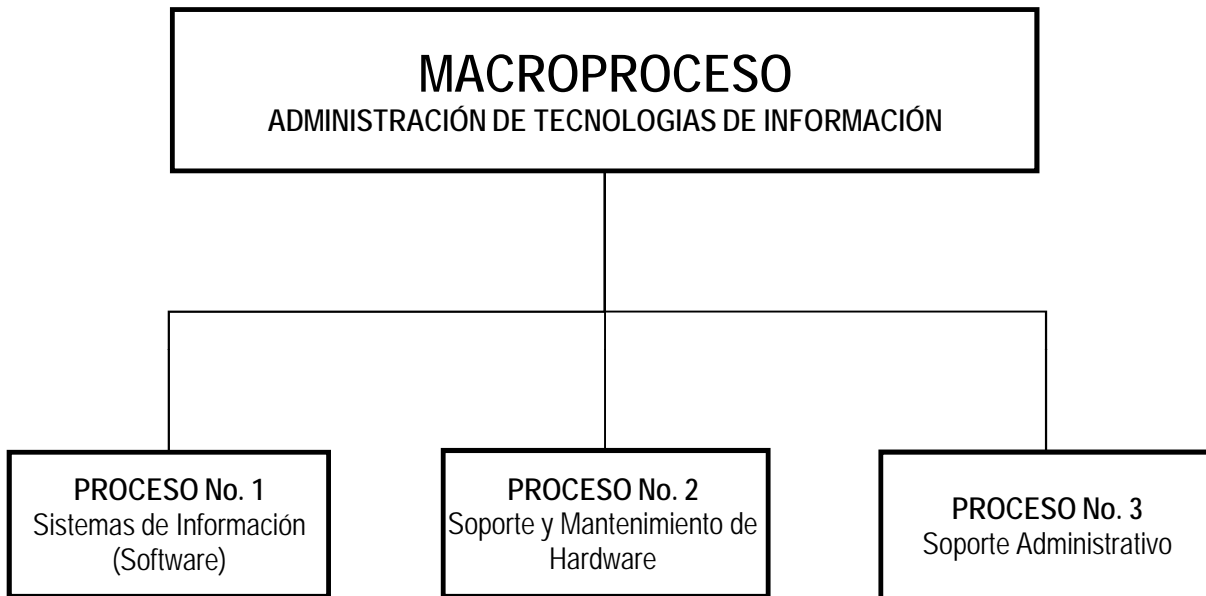 MACROPROCESO
ADMINISTRACIÓN DE TECNOLOGIAS DE INFORMACIÓN
PROCESO No. 1
Sistemas de Información
(Software)
PROCESO No. 2
Soporte y Mantenimiento de
Hardware
PROCESO No. 3
Soporte Administrativo